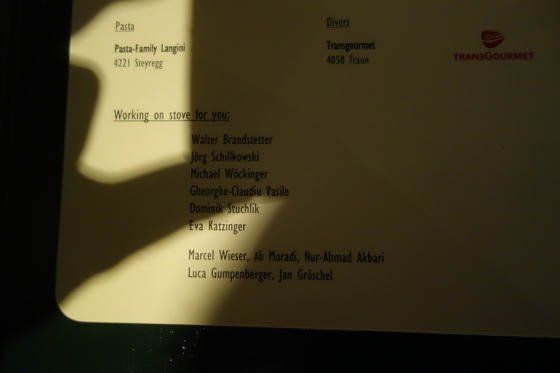 Pasta
Pasta-Family Langini
4221 Steyregg
Divers
Transgourmet
4050 Traun
TRANSGOURMET
Working on stove for you:
Walter Brandstetter
Jörg Schillkowski
Michael Wöckinger
Gheorghe-Claudiu Vasile
Dominik Stuchlik
Eva Katzinger
Marcel Wieser, Ali Moradi, Nur-Ahmad Akbari
Luca Gumpenberger, Jan Gröschel